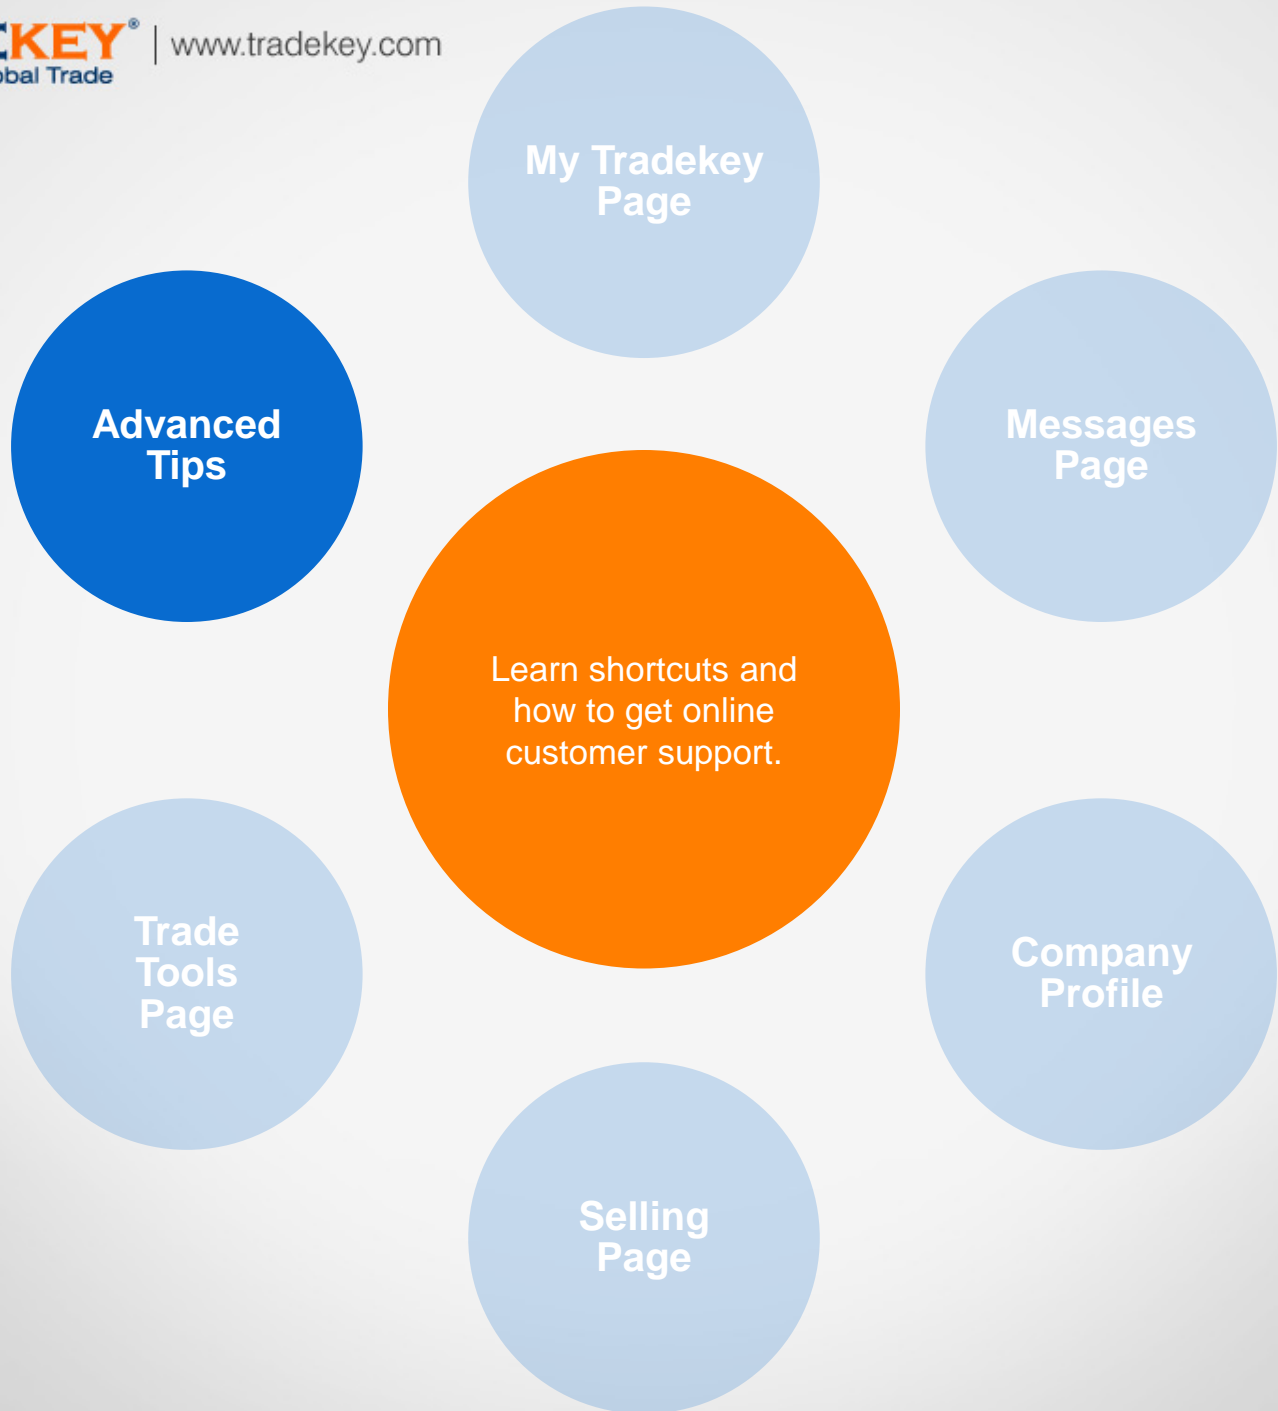 KEY® | www.tradekey.com
obal Trade
My Tradekey
Page
Advanced
Tips
Messages
Page
Learn shortcuts and
how to get online
customer support.
Trade
Tools
Page
Company
Profile
Selling
Page